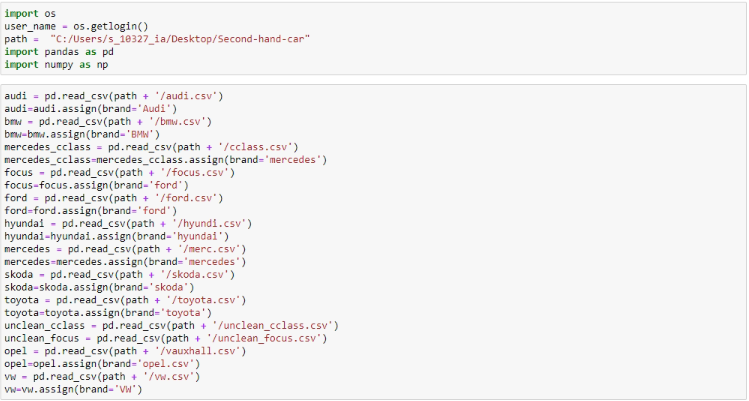 import os
user_name = os.getlogin()
path =  "C:/Users/s_10327_ia/Desktop/Second-hand-car"
import pandas as pd
import numpy as np
audi = pd.read_csv(path + '/audi.csv')
audi=audi.assign(brand='Audi')
bmw = pd.read_csv(path + '/bmw.csv')
bmw=bmw.assign(brand='BMW')
mercedes_cclass = pd.read_csv(path + '/cclass.csv')
mercedes_cclass=mercedes_cclass.assign(brand='mercedes')
focus = pd.read_csv(path + '/focus.csv')
focus=focus.assign(brand='ford')
ford = pd.read_csv(path + '/ford.csv')
ford=ford.assign(brand='ford')
hyundai = pd.read_csv(path + '/hyundi.csv')
hyundai=hyundai.assign(brand='hyundai')
mercedes = pd.read_csv(path + '/merc.csv')
mercedes=mercedes.assign(brand='mercedes')
skoda = pd.read_csv(path + '/skoda.csv')
skoda=skoda.assign(brand='skoda')
toyota = pd.read_csv(path + '/toyota.csv')
toyota=toyota.assign(brand='toyota')
unclean_cclass = pd.read_csv(path + '/unclean_cclass.csv')
unclean_focus = pd.read_csv(path + '/unclean_focus.csv')
opel = pd.read_csv(path + '/vauxhall.csv')
opel=opel.assign(brand='opel.csv')
vw = pd.read_csv(path + '/vw.csv')
vw=vw.assign(brand='VW')